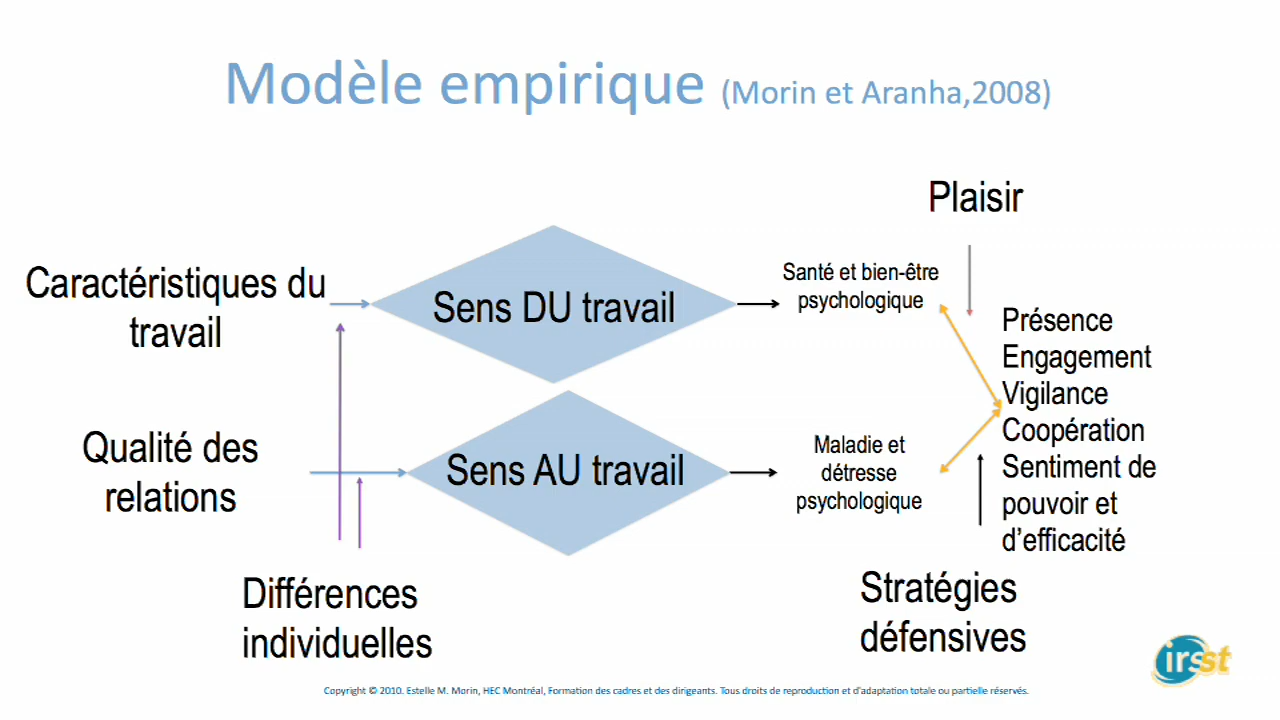 Modèle empirique (Morin et Aranha,2008)
Plaisir
Caractéristiques du
travail
Sens DU travail
Santé et bien-être
psychologique
Présence
Engagement
Vigilance
Coopération
Sentiment de
pouvoir et
d’efficacité
Qualité des
relations
Sens AU travail
Maladie et
détresse
psychologique
Différences
individuelles
Stratégies
défensives
irsst
Copyright © 2010. Estelle M. Morin, HEC Montréal, Formation des cadres et des dirigeants. Tous droits de reproduction et d'adaptation totale ou partielle réservés.